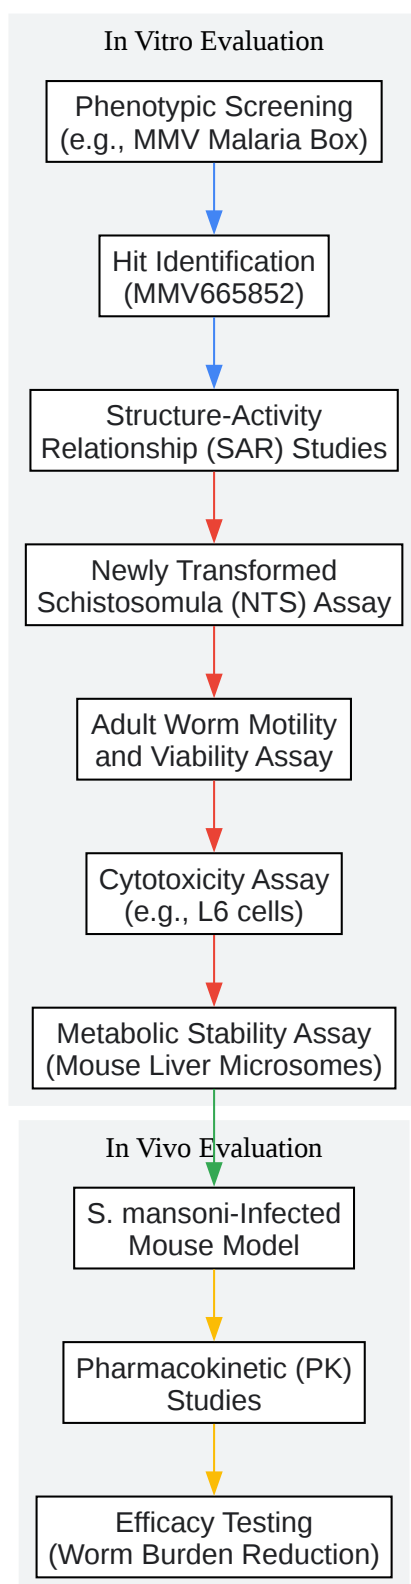 In Vitro Evaluation
Phenotypic Screening
(e.g., MMV Malaria Box)
Hit Identification
(MMV665852)
Structure-Activity
Relationship (SAR) Studies
Newly Transformed
Schistosomula (NTS) Assay
Adult Worm Motility
and Viability Assay
Cytotoxicity Assay
(e.g., L6 cells)
Metabolic Stability Assay
(Mouse Liver Microsomes)
In Vivo Evaluation
S. mansoni-Infected
Mouse Model
Pharmacokinetic (PK)
Studies
Efficacy Testing
(Worm Burden Reduction)